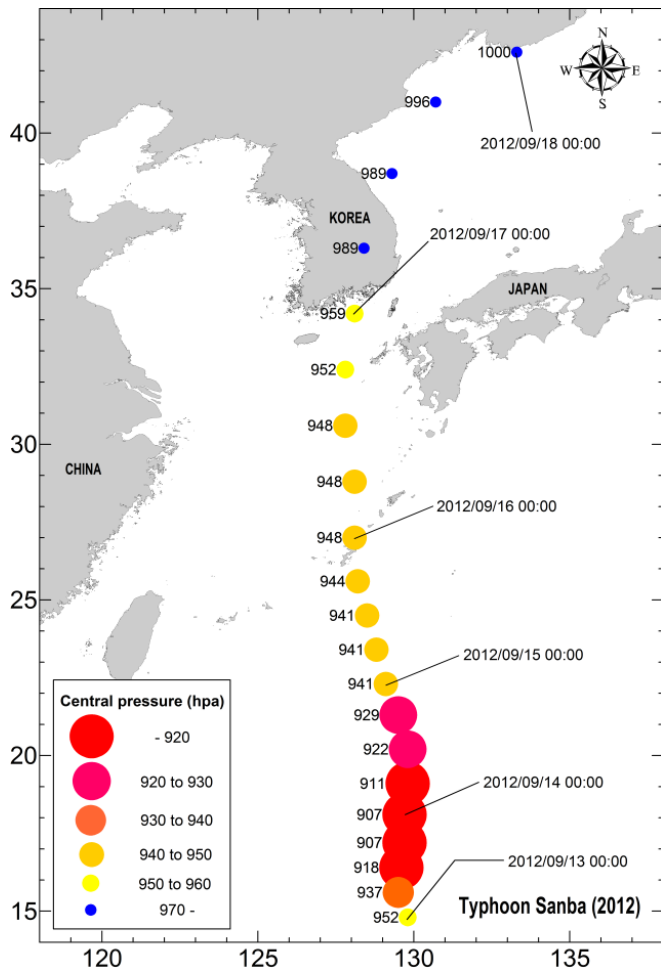 N
W E
S
1000
996
2012/09/18 00:00
40
989
KOREA
2012/09/17 00:00
989
35
JAPAN
959
952
948
30
CHINA
948
2012/09/16 00:00
948
944
25
941
941
2012/09/15 00:00
941
Central pressure (hpa)
929
- 920
922
20
920 to 930
911
2012/09/14 00:00
930 to 940
907
907
940 to 950
918
2012/09/13 00:00
950 to 960
937
970 -
952
Typhoon Sanba (2012)
15
120 125 130 135